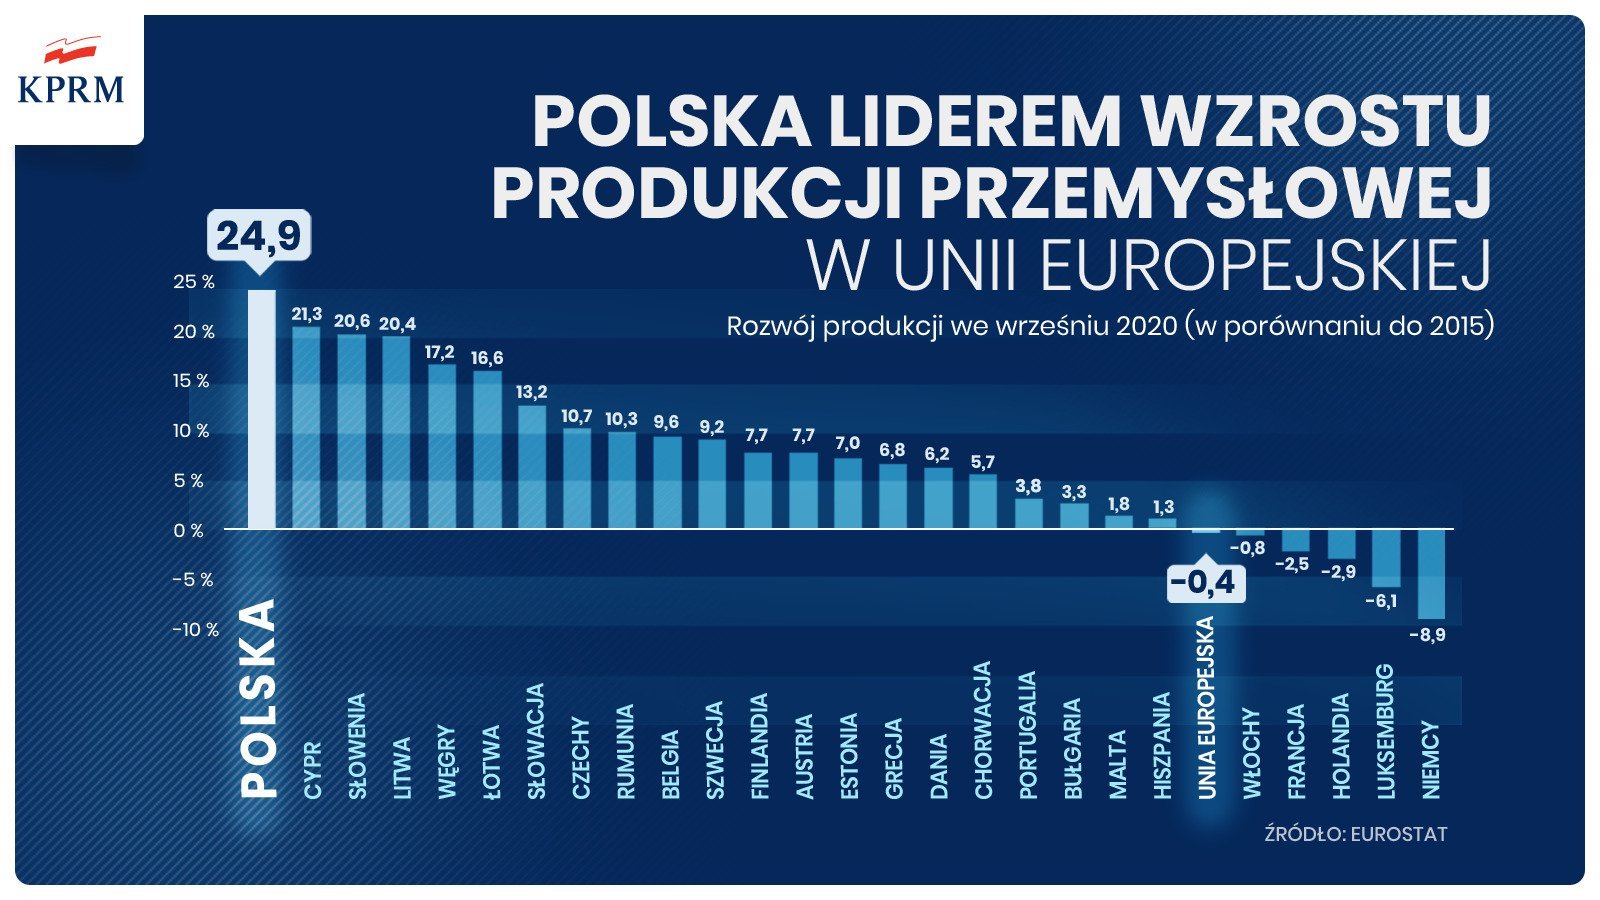 KPRM
POLSKA LIDEREM WZROSTU
PRODUKCJI PRZEMYSŁOWEJ
W UNII EUROPEJSKIEJ
Rozwój produkcji we wrześniu 2020 (w porównaniu do 2015)
25 %
20 %
15 %
10 %
5 %
0 %
-5 %
-10 %
24,9
21,3
20,6
20,4
17,2
16,6
13,2
10,7
10,3
9,6
9,2
7,7
7,7
7,0
6,8
6,2
5,7
3,8
3,3
1,8
1,3
-0,4
-0,8
-2,5
-2,9
-6,1
-8,9
POLSKA
CYPR
SŁOWENIA
LITWA
WĘGRY
ŁOTWA
SŁOWACJA
CZECHY
RUMUNIA
BELGIA
SZWECJA
FINLANDIA
AUSTRIA
ESTONIA
GRECJA
DANIA
CHORWACJA
PORTUGALIA
BUŁGARIA
MALTA
HISZPANIA
UNIA EUROPEJSKA
WŁOCHY
FRANCJA
HOLANDIA
LUKSEMBURG
NIEMCY
ŹRÓDŁO: EUROSTAT